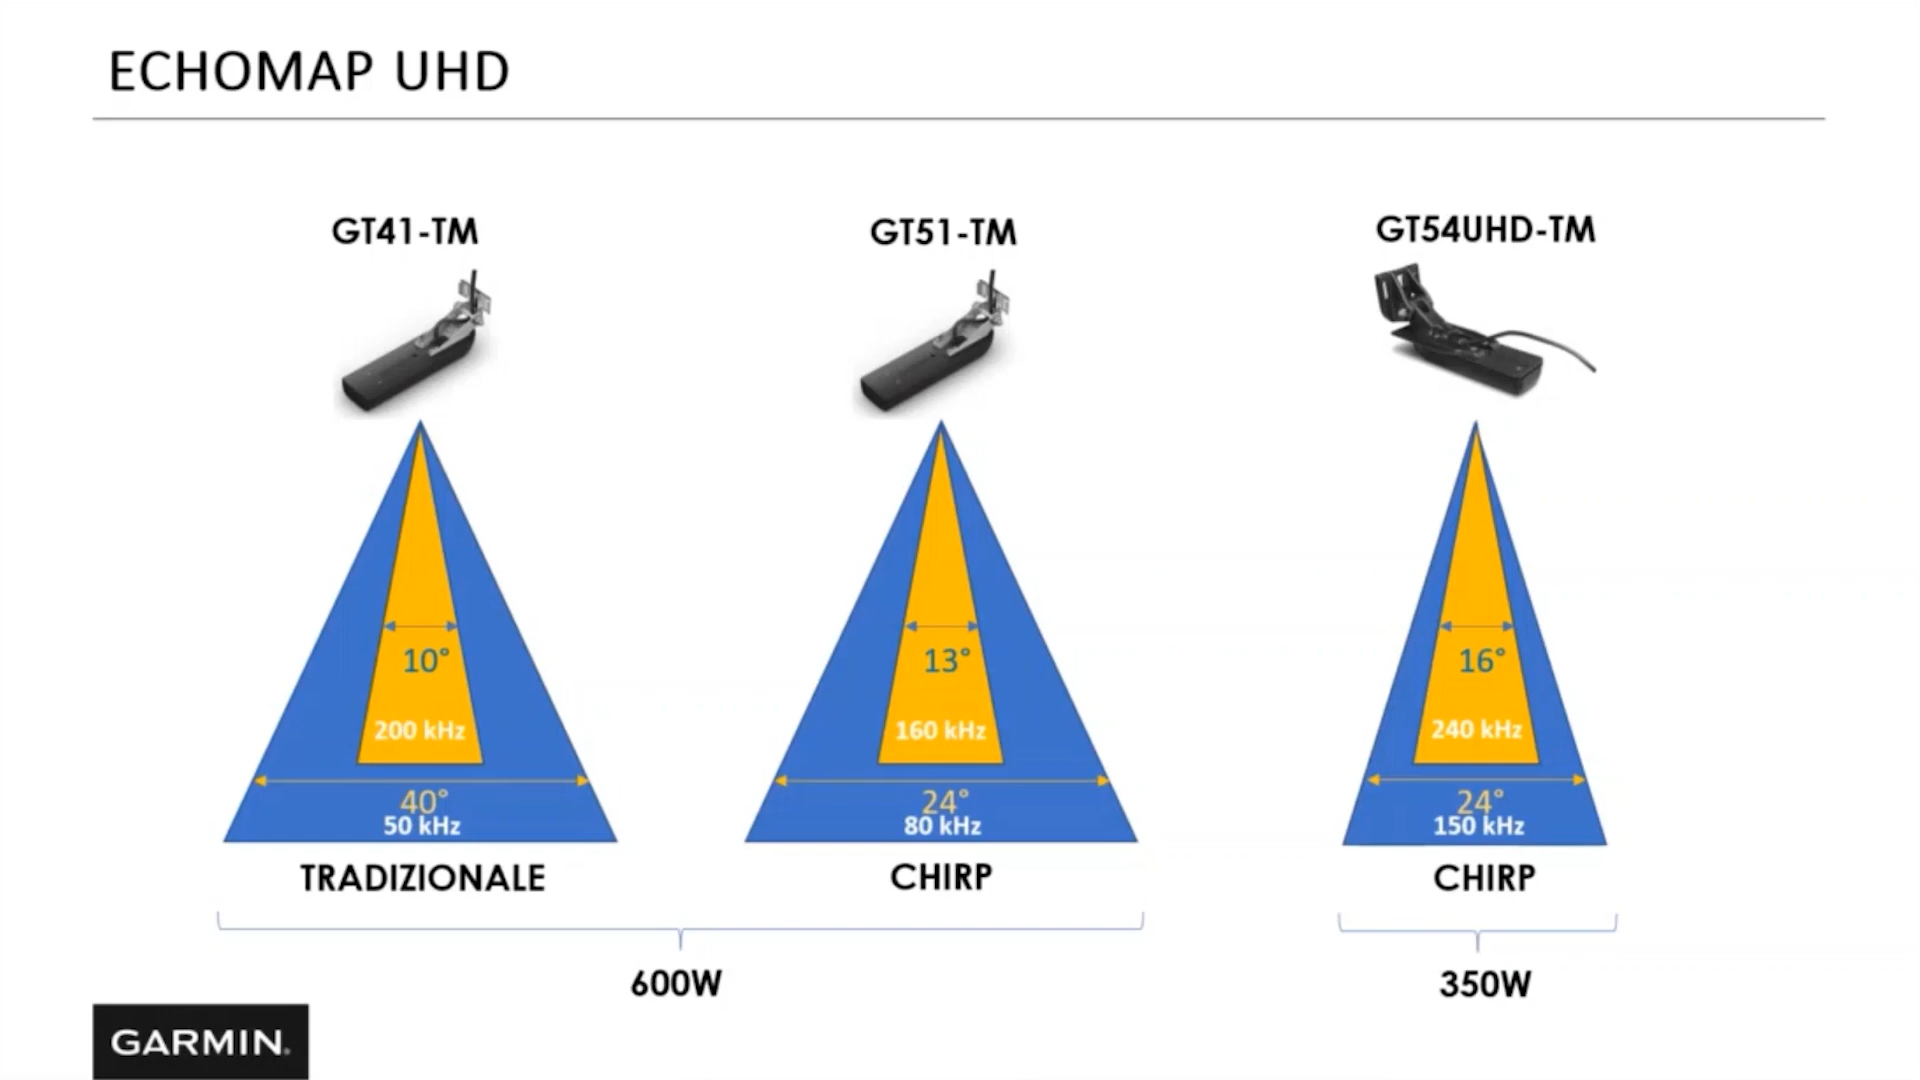 ECHOMAP UHD
GT41-TM
GT51-TM
GT54UHD-TM
10°
200 kHz
40°
50 kHz
TRADIZIONALE
13°
160 kHz
24°
80 kHz
CHIRP
16°
240 kHz
24°
150 kHz
CHIRP
600W
350W
GARMIN.